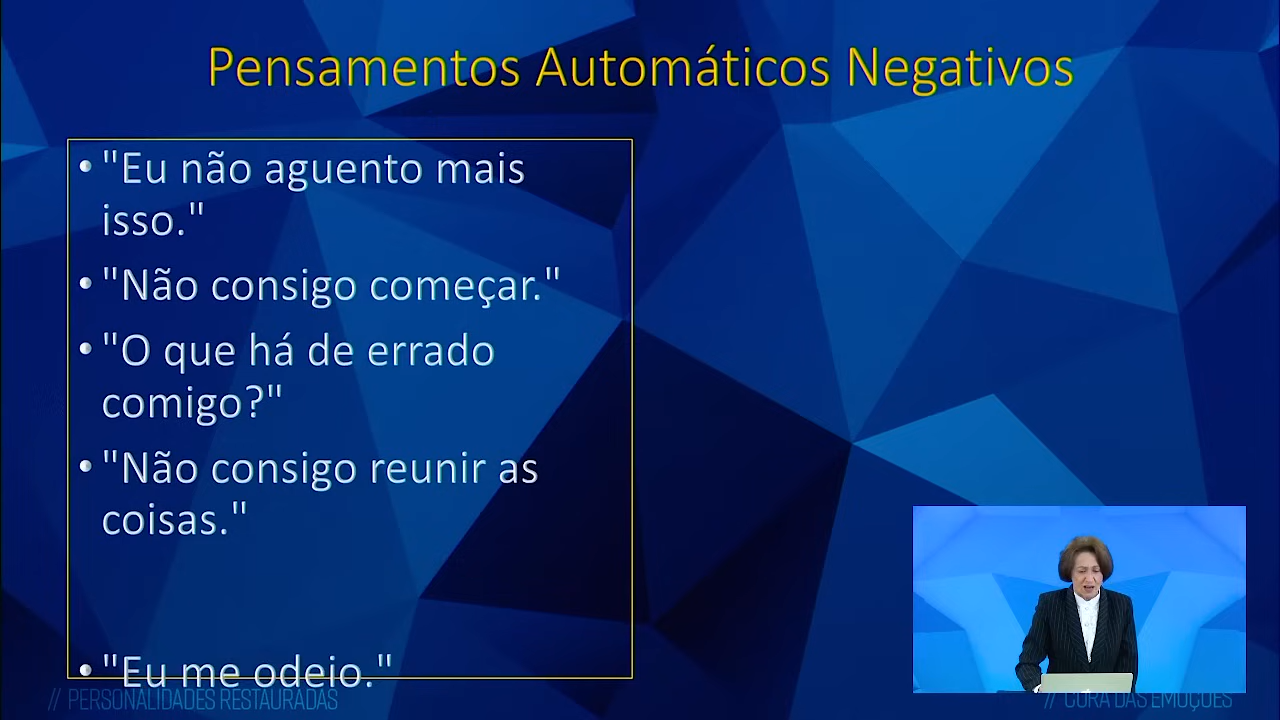 Pensamentos Automáticos Negativos
• "Eu não aguento mais
isso."
• "Não consigo começar."
• "O que há de errado
comigo?"
• "Não consigo reunir as
coisas."
• "Eu me odeio."
// PERSONALIDADES RESTAURADAS
// CURA DAS EMOÇÕES